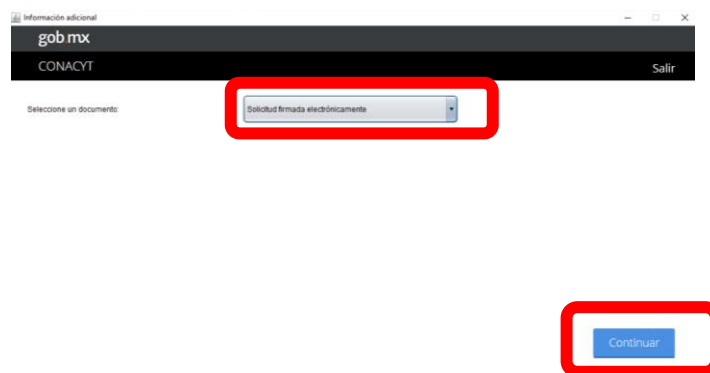 Información adicional
gob.mx
CONACYT
Salir
Seleccione un documento:
Solicitud firmada electrónicamente
Continuar